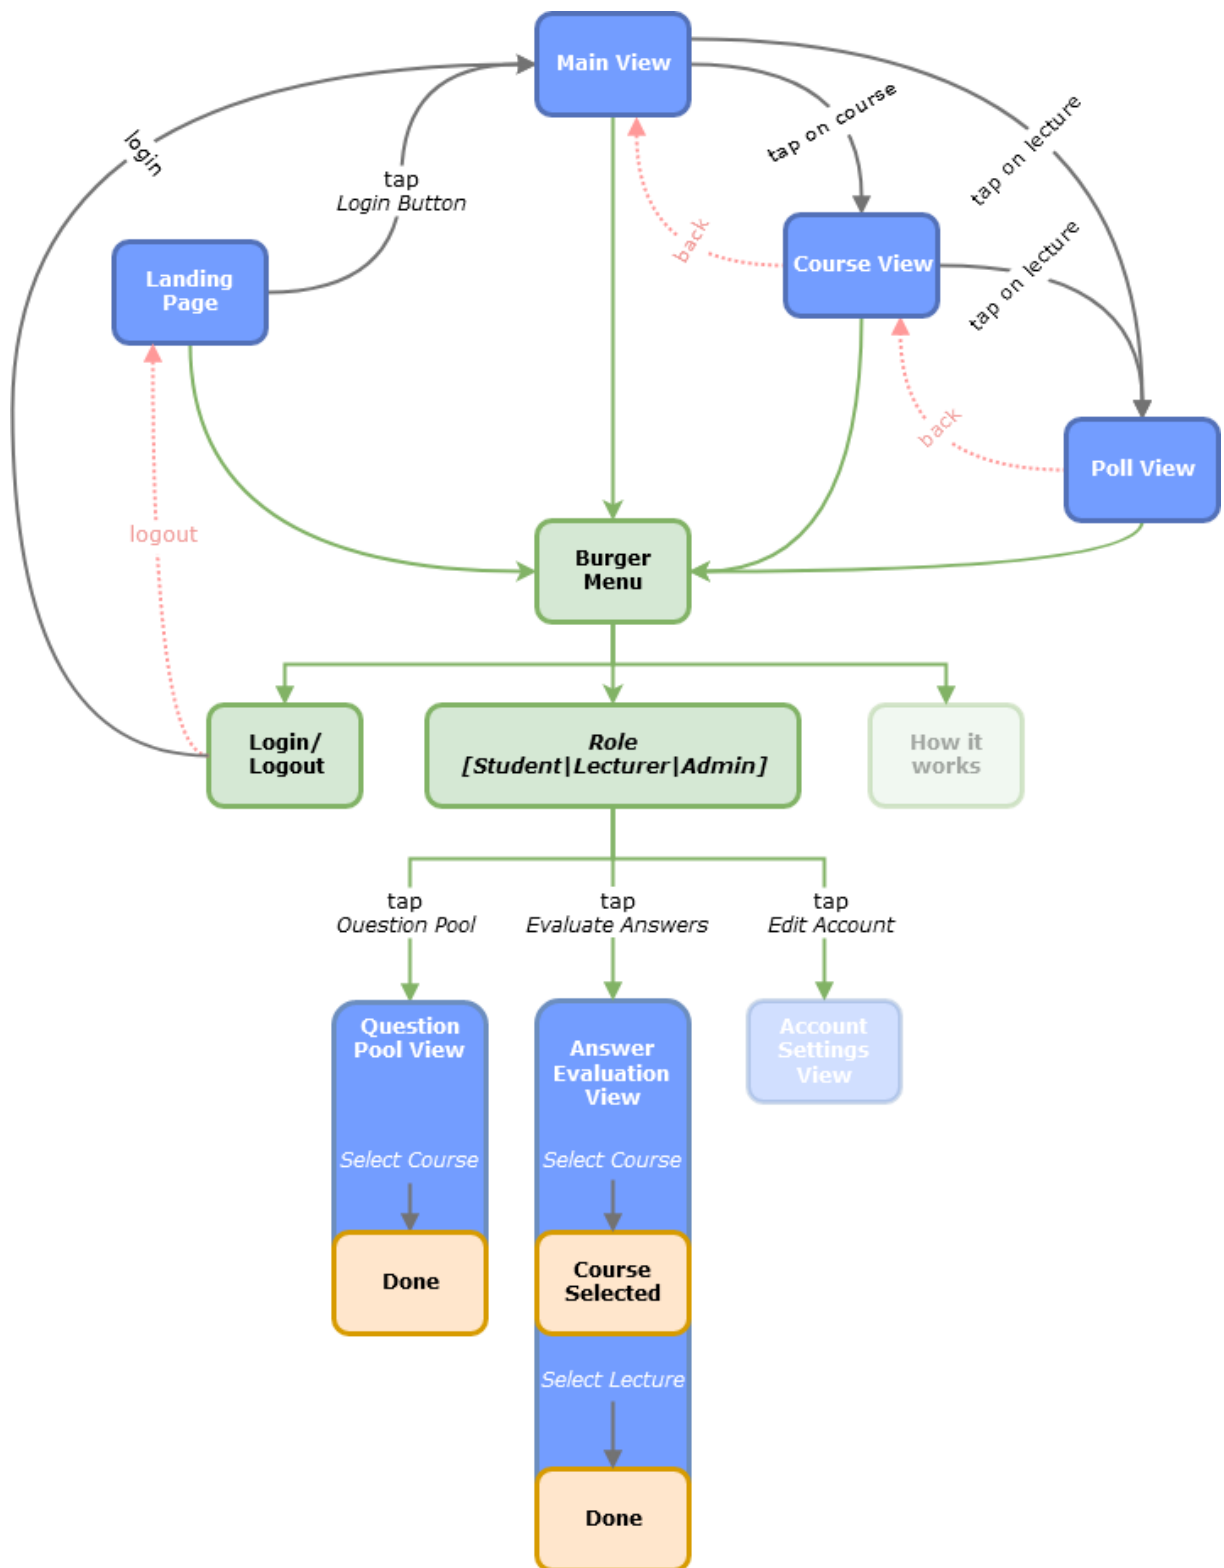 Main View
tap on course
tap on lecture
login
tap
Login Button
Landing
Page
back
Course View
tap on lecture
back
Poll View
logout
Burger
Menu
Login/
Logout
Role
[Student|Lecturer|Admin]
How it
works
tap
Question Pool
tap
Evaluate Answers
tap
Edit Account
Question
Pool View
Answer
Evaluation
View
Account
Settings
View
Select Course
Select Course
Done
Course
Selected
Select Lecture
Done